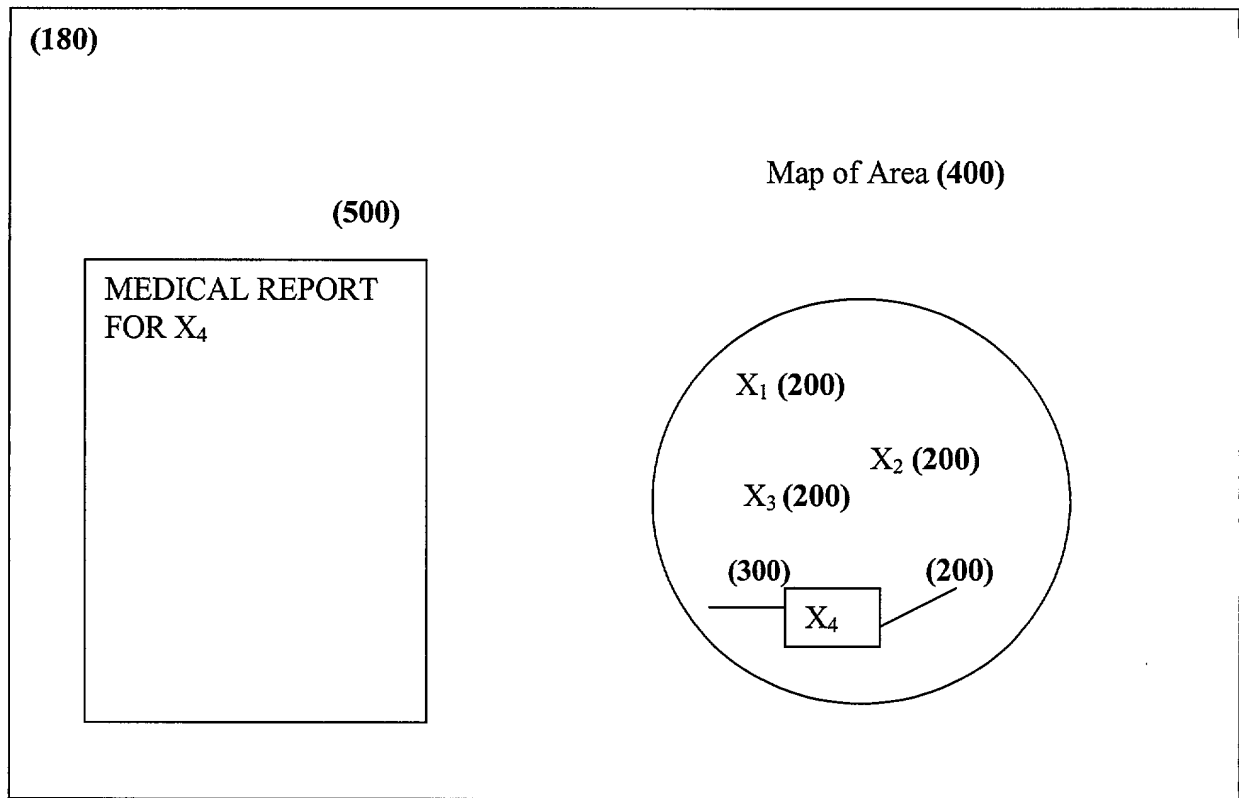 (180)
Map of Area (400)
(500)
MEDICAL REPORT
FOR X₄
X₁ (200)
X₂ (200)
X₃ (200)
(300)
(200)
X₄